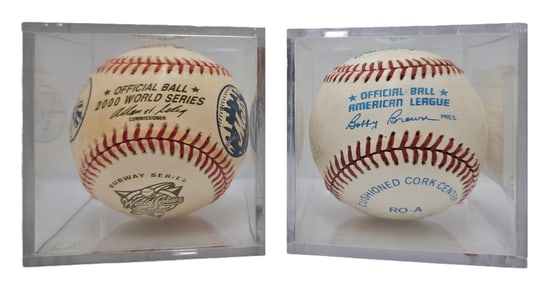 ★ OFFICIAL BALL ★
2000 WORLD SERIES
COMMISSIONER
SUBWAY SERIES
★ OFFICIAL BALL ★
AMERICAN LEAGUE
Bobby Brown PRES.
CUSHIONED CORK CENTER
RO-A